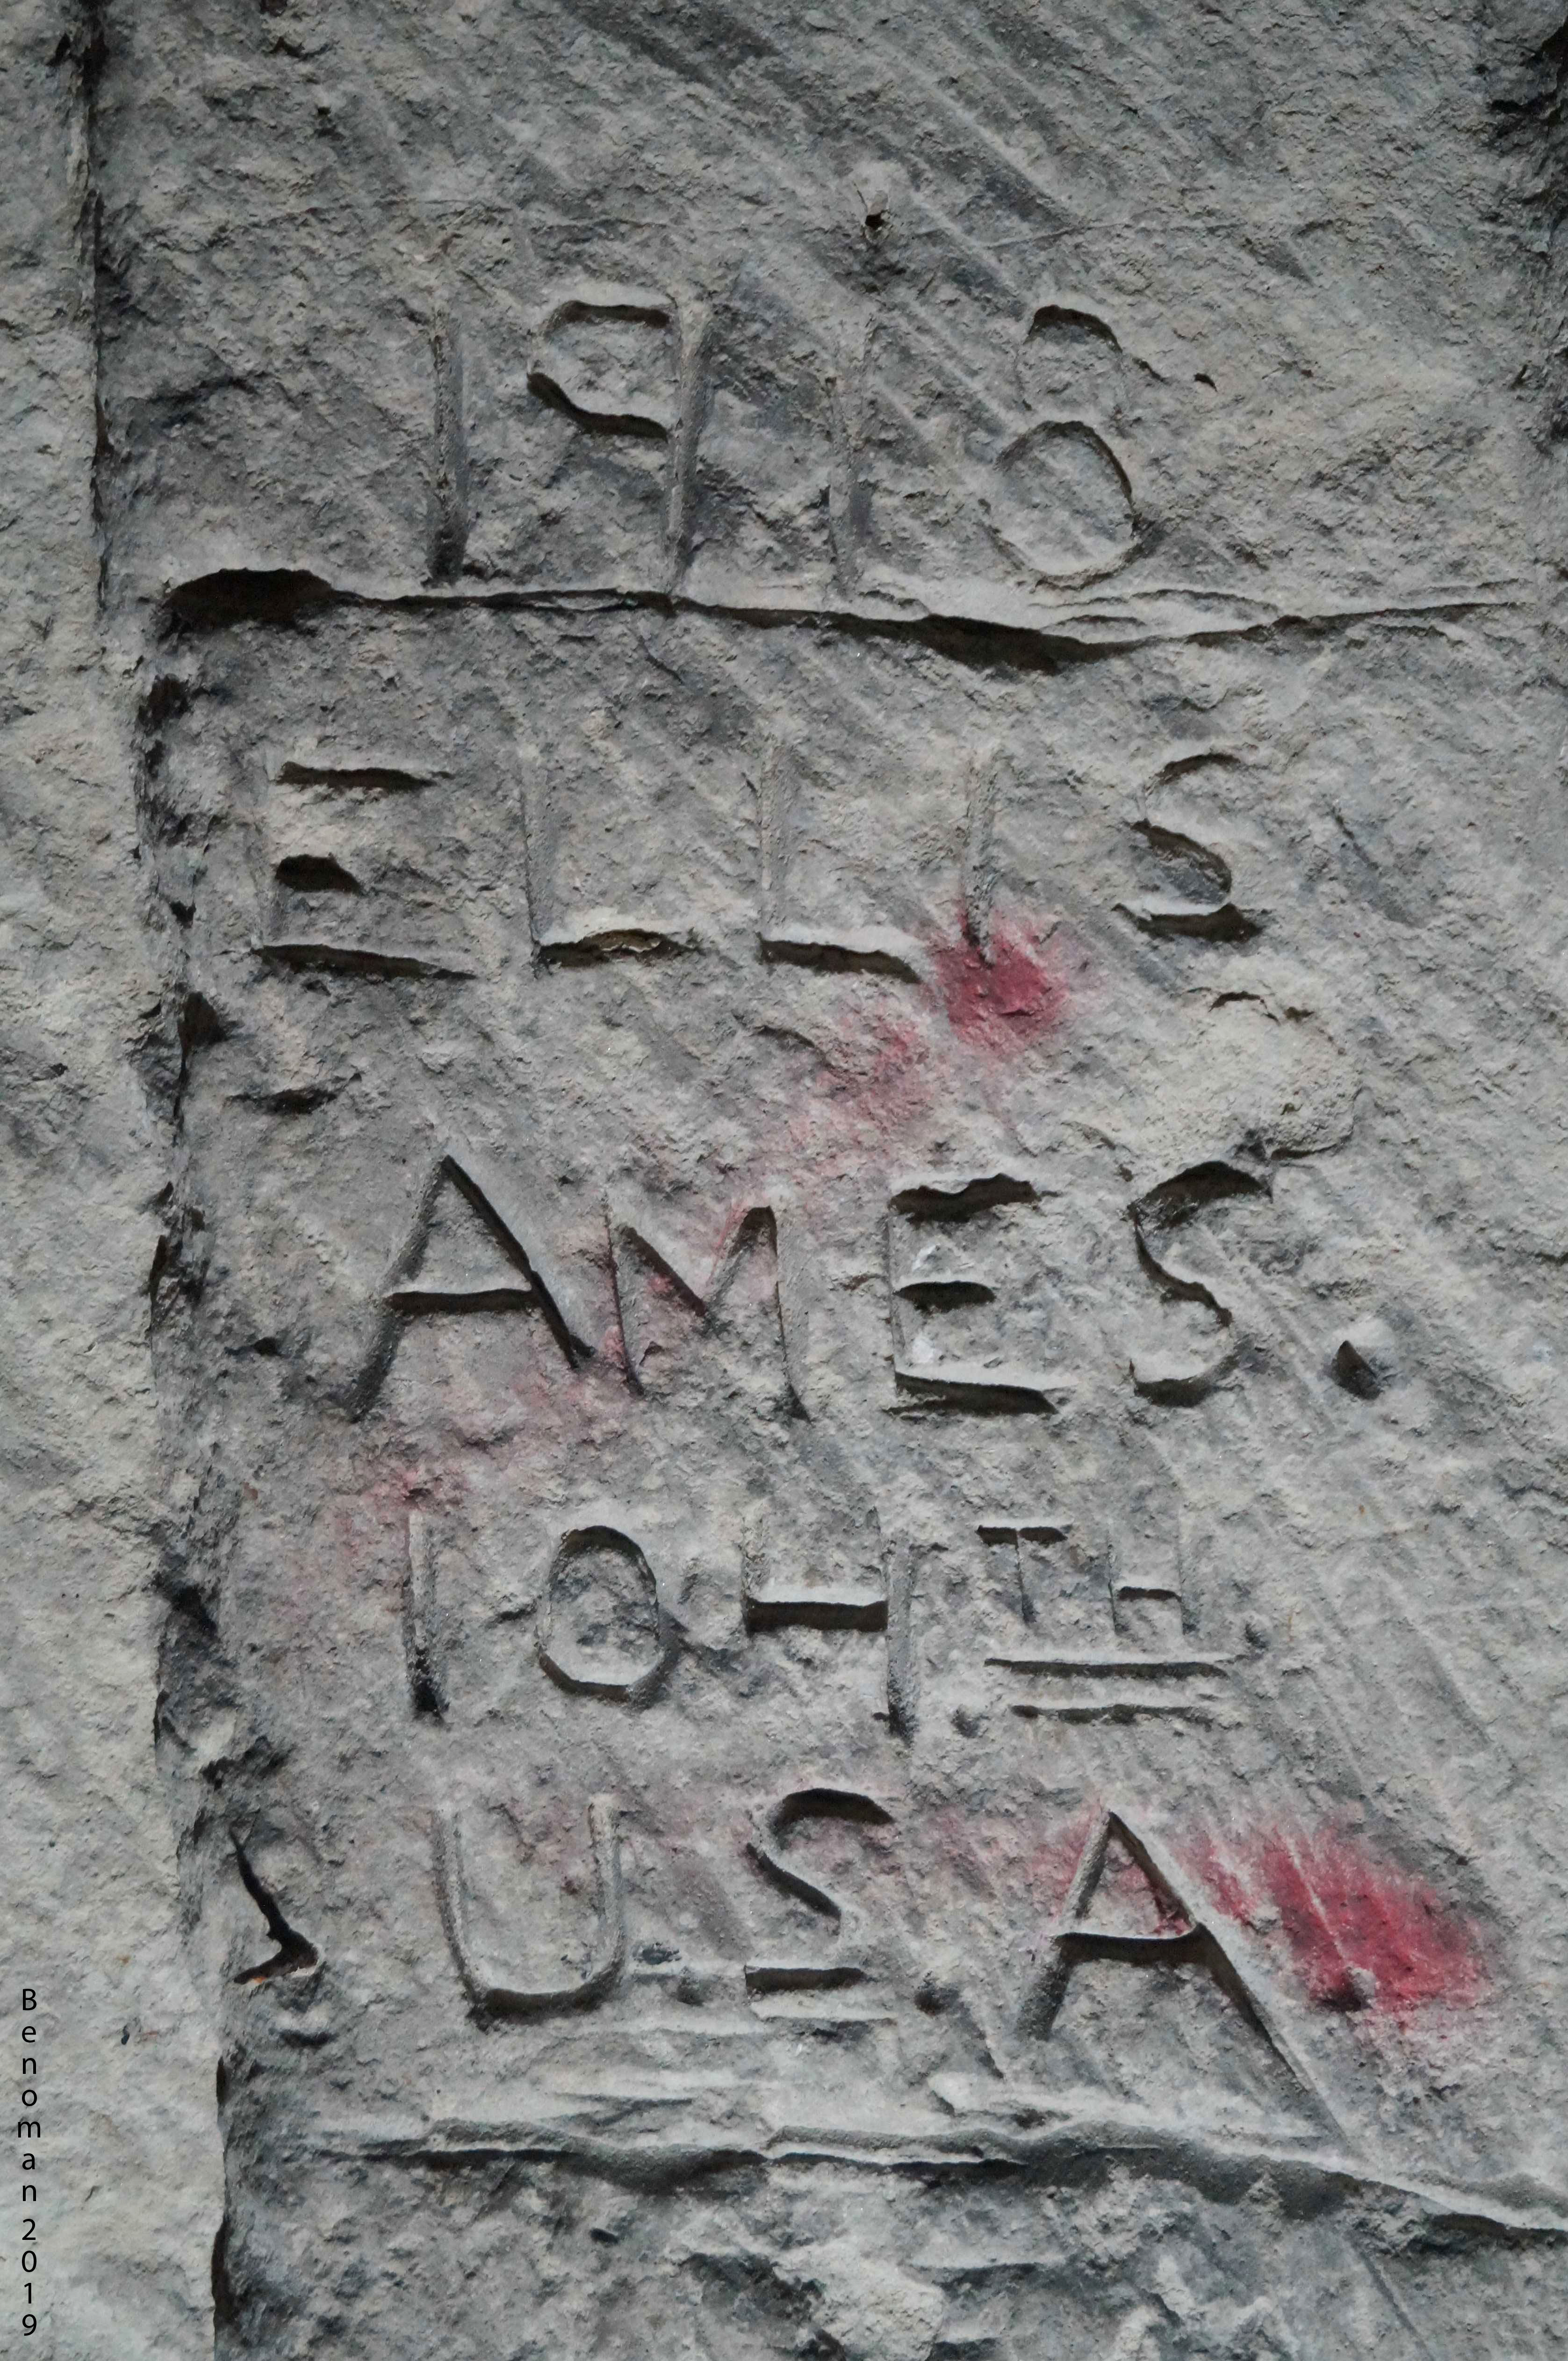 1918
ELLIS
AMES.
104TH
U.S.A
Benoman 2019